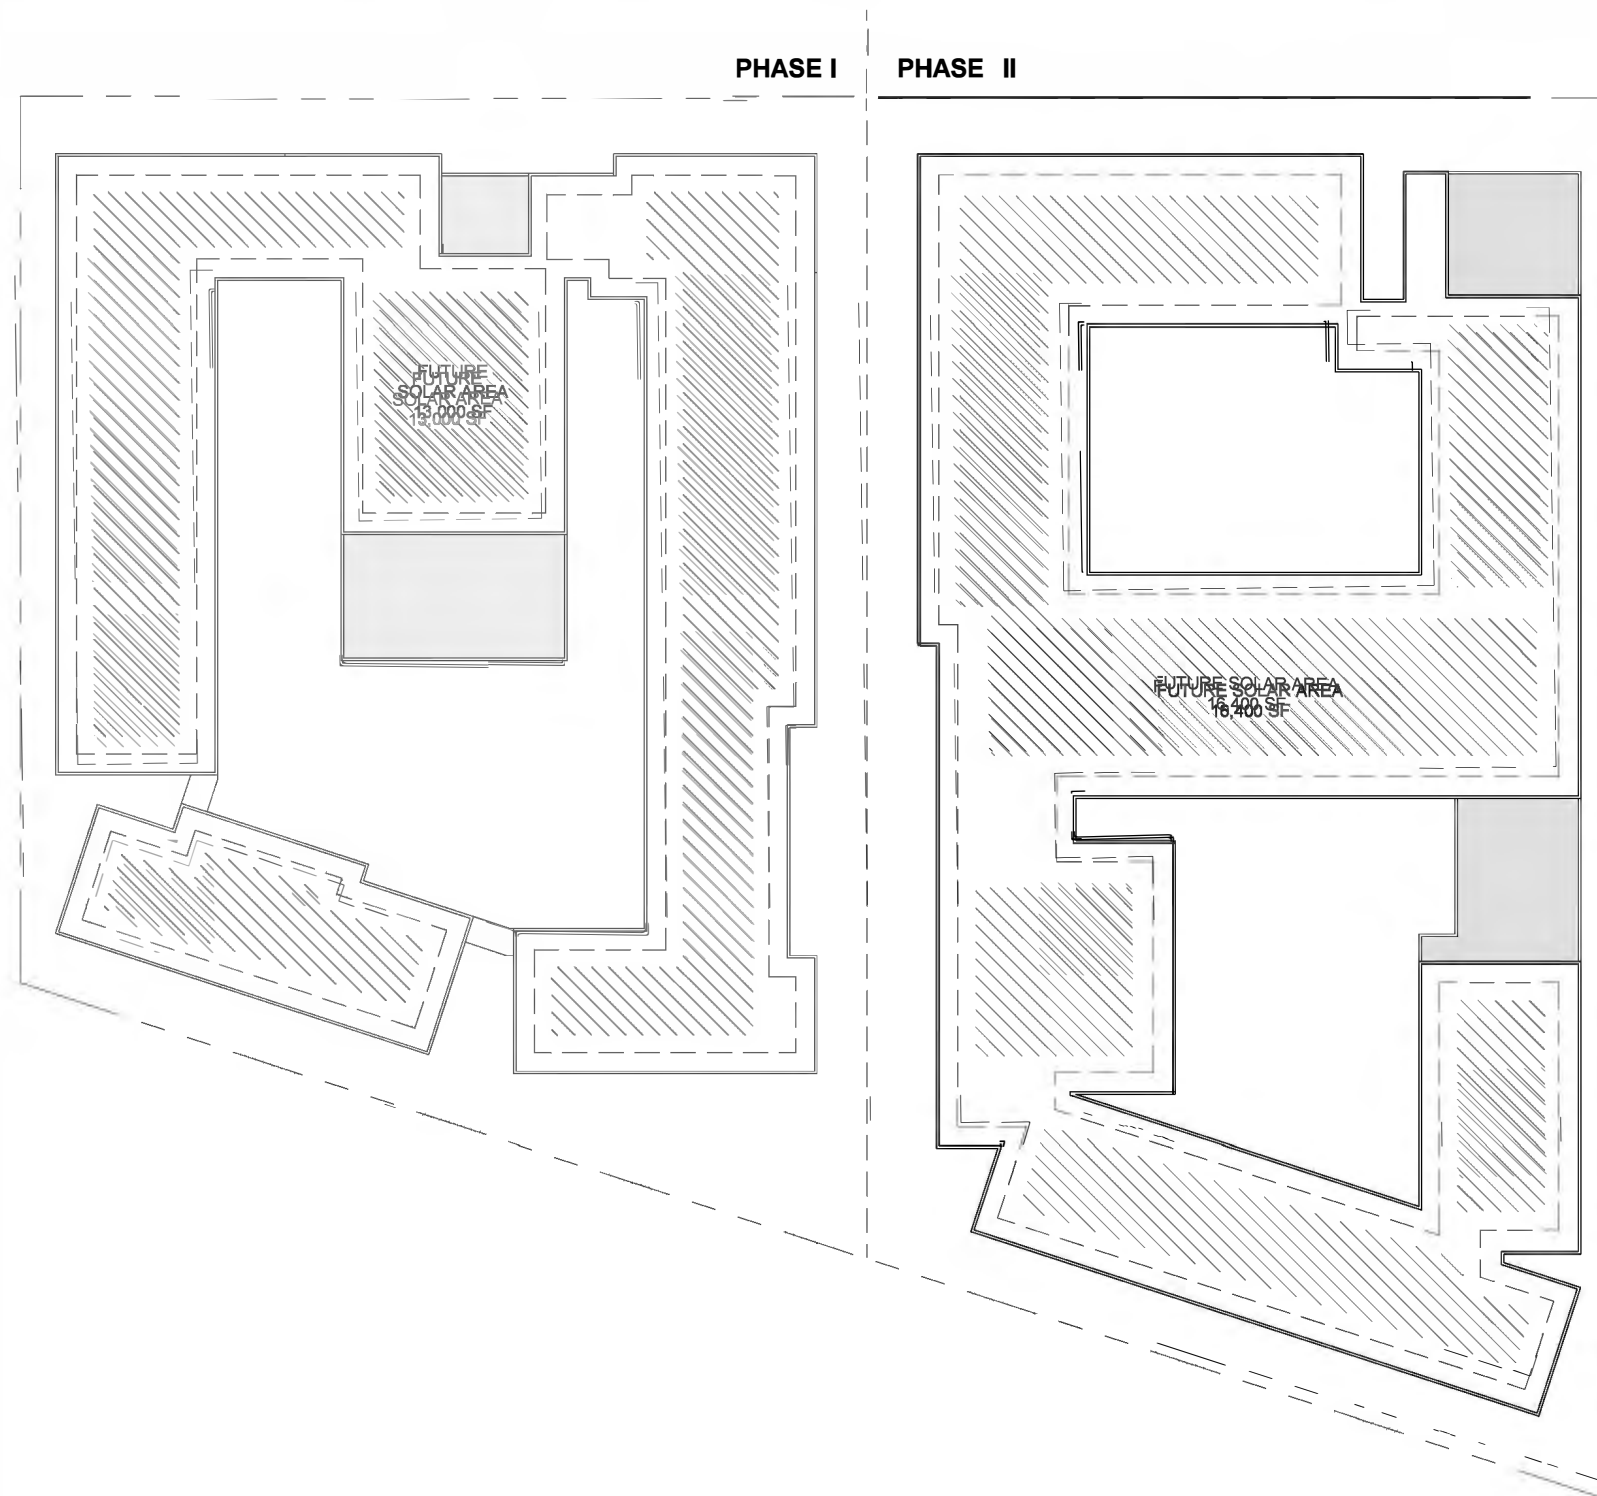 PHASE I
PHASE II
FUTURE
SOLAR AREA
13,000 SF
FUTURE SOLAR AREA
16,400 SF